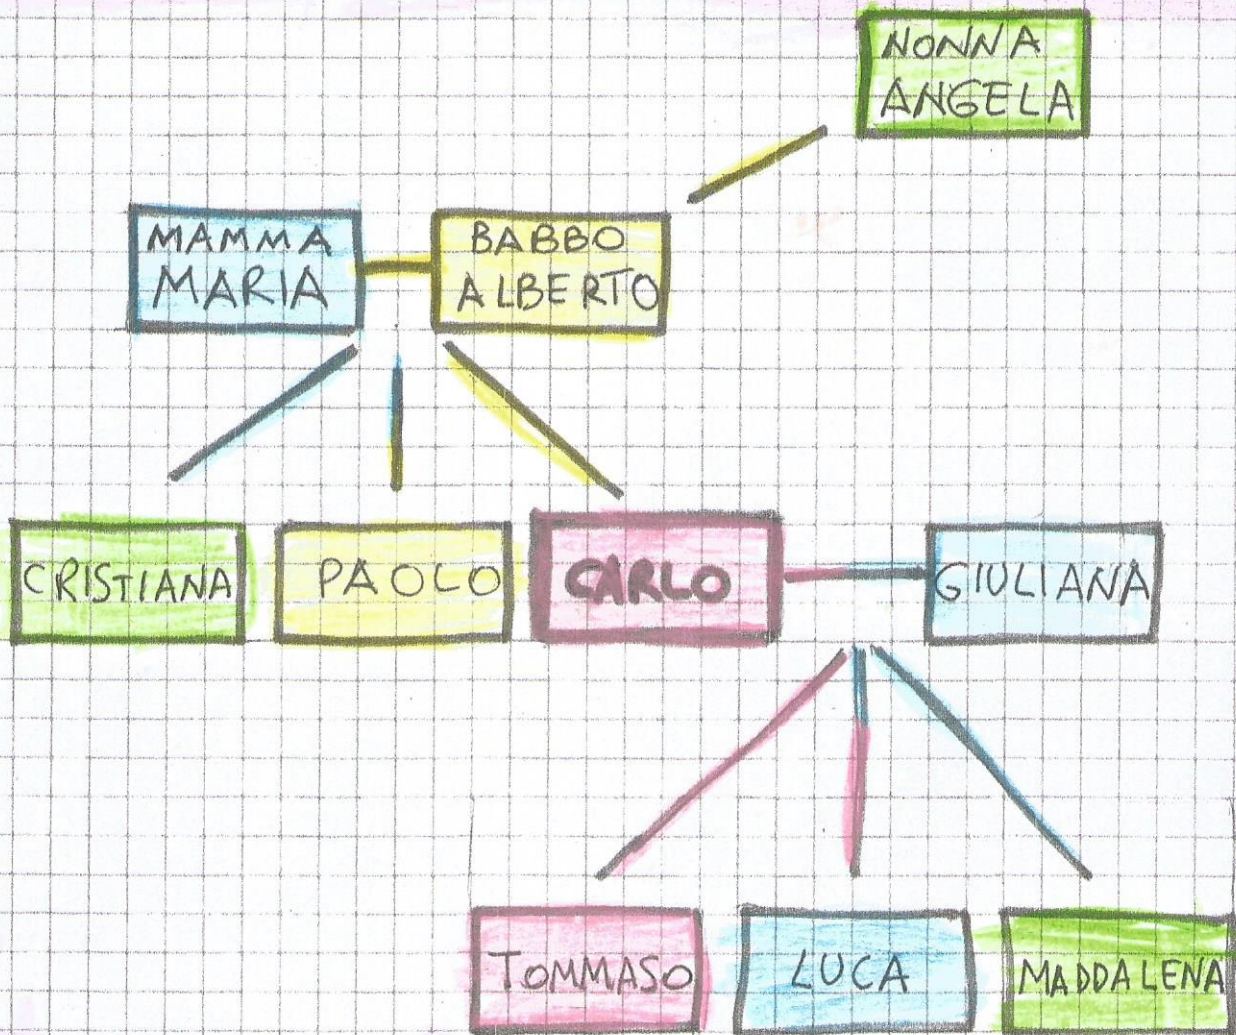 NONNA
ANGELA
MAMMA
MARIA
BABBO
ALBERTO
CRISTIANA
PAOLO
CARLO
GIULIANA
TOMMASO
LUCA
MADDALENA